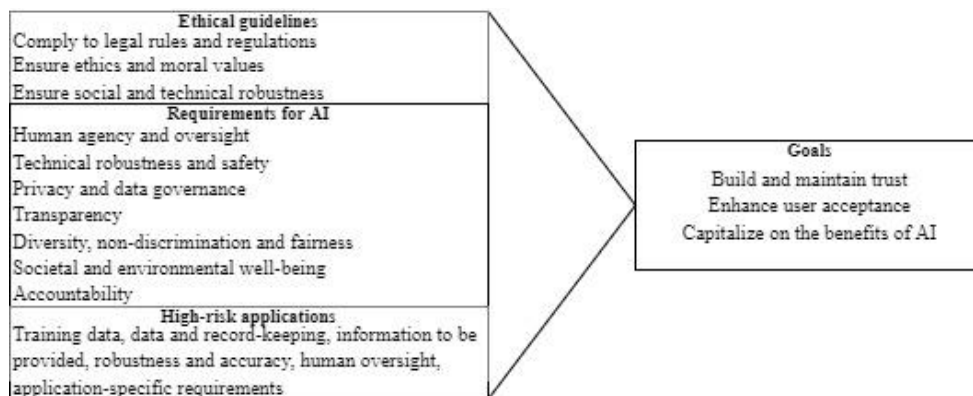 Ethical guidelines
Comply to legal rules and regulations
Ensure ethics and moral values
Ensure social and technical robustness
Requirements for AI
Human agency and oversight
Technical robustness and safety
Privacy and data governance
Transparency
Diversity, non-discrimination and fairness
Societal and environmental well-being
Accountability
High-risk applications
Training data, data and record-keeping, information to be
provided, robustness and accuracy, human oversight,
application-specific requirements
Goals
Build and maintain trust
Enhance user acceptance
Capitalize on the benefits of AI